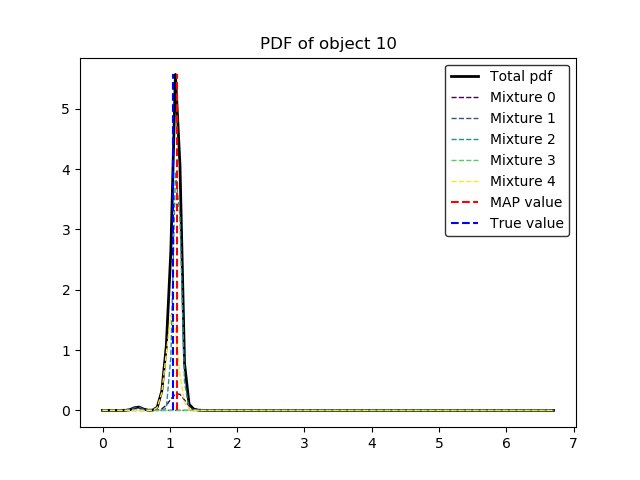 PDF of object 10
Total pdf
Mixture 0
Mixture 1
Mixture 2
Mixture 3
Mixture 4
MAP value
True value
5
4
3
2
1
0
0 1 2 3 4 5 6 7